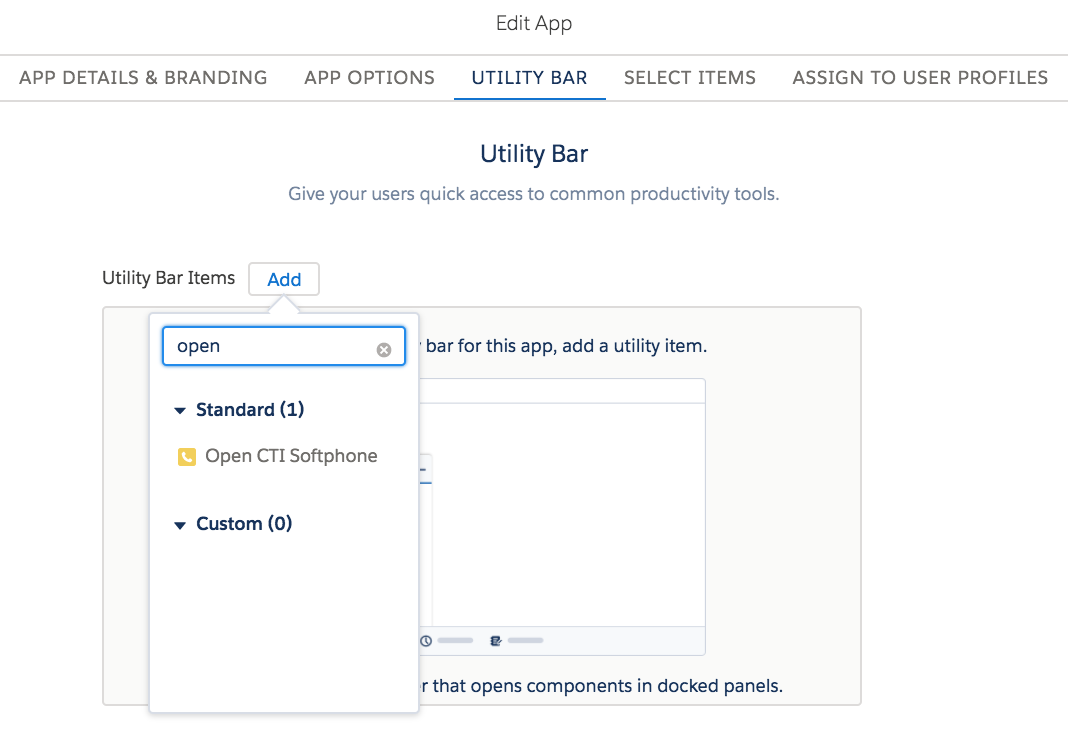 Edit App
APP DETAILS & BRANDING APP OPTIONS UTILITY BAR SELECT ITEMS ASSIGN TO USER PROFILES
Utility Bar
Give your users quick access to common productivity tools.
Utility Bar Items Add
open
bar for this app, add a utility item.
Standard (1)
Open CTI Softphone
Custom (0)
that opens components in docked panels.